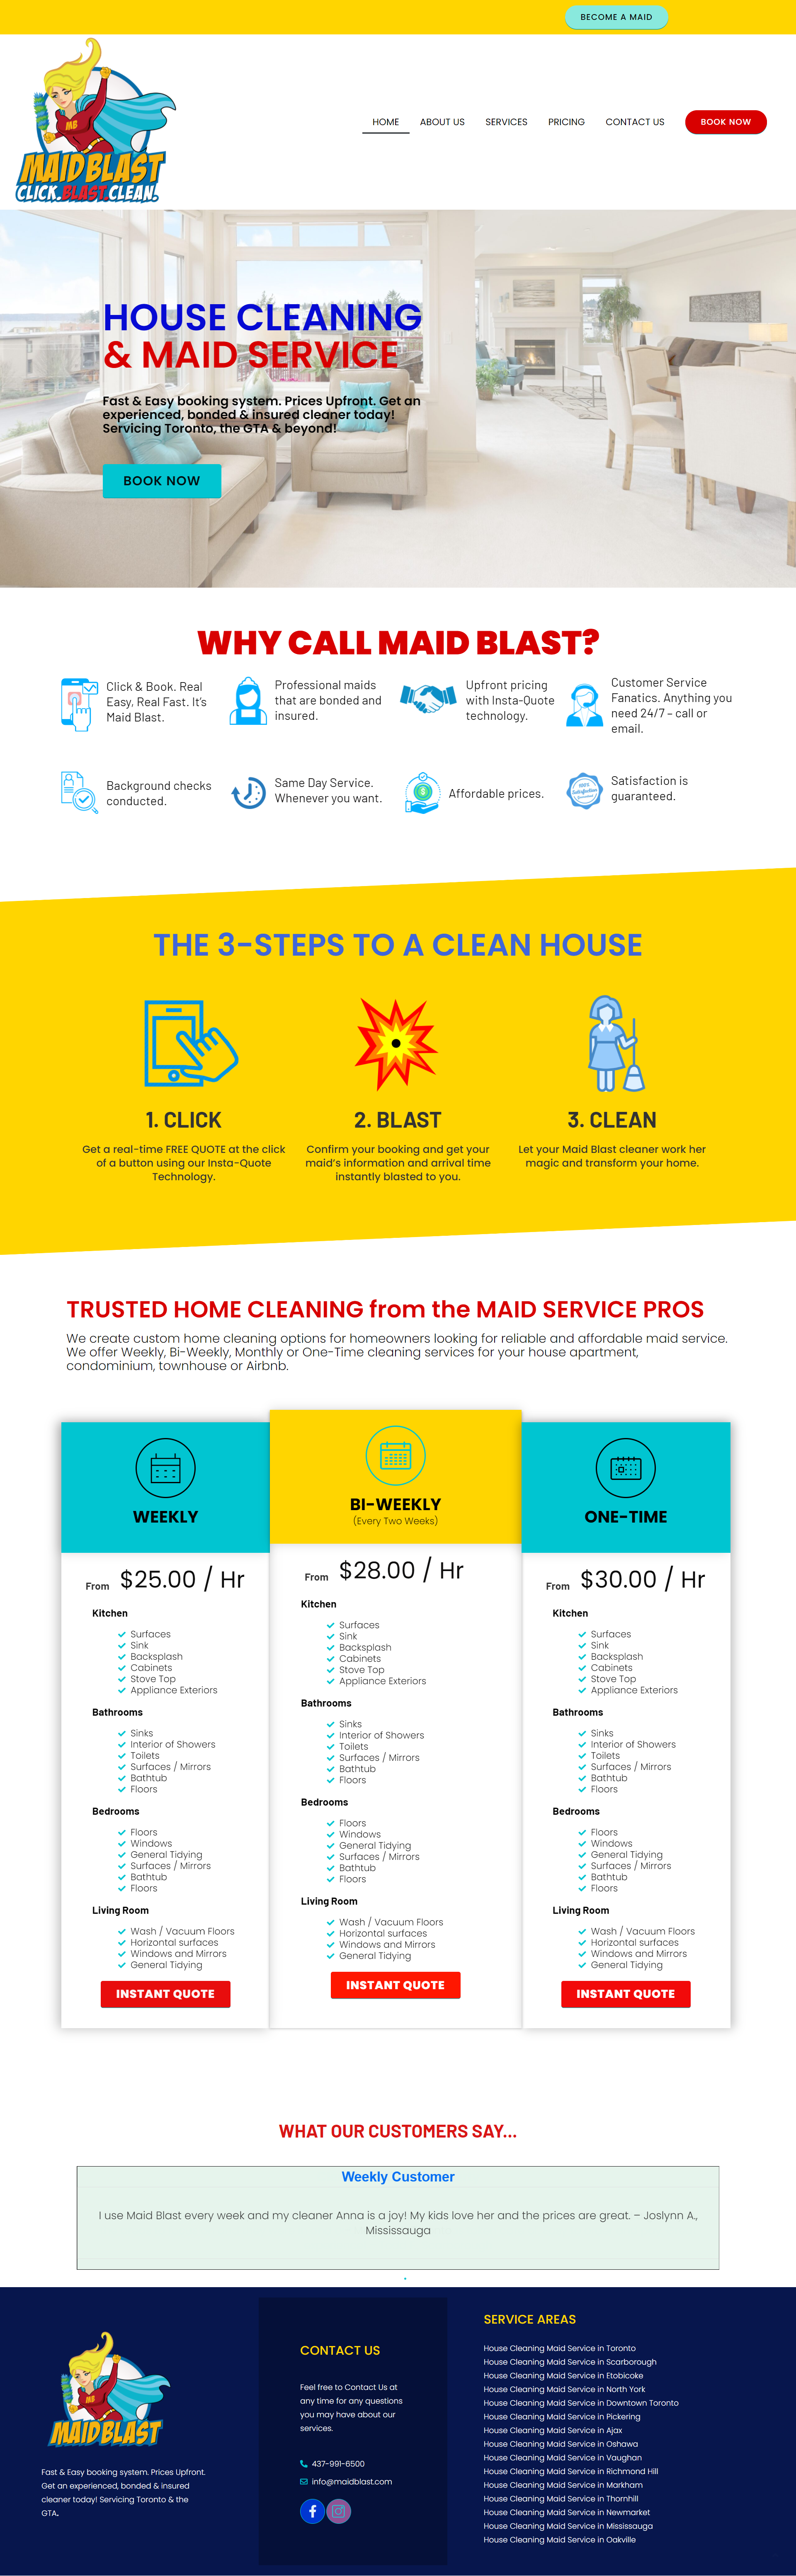 BECOME A MAID
MB
MAIDBLAST
CLICK.BLAST.CLEAN.
HOME
ABOUT US
SERVICES
PRICING
CONTACT US
BOOK NOW
HOUSE CLEANING
& MAID SERVICE
Fast & Easy booking system. Prices Upfront. Get an
experienced, bonded & insured cleaner today!
Servicing Toronto, the GTA & beyond!
BOOK NOW
WHY CALL MAID BLAST?
Click & Book. Real
Easy, Real Fast. It's
Maid Blast.
Professional maids
that are bonded and
insured.
Upfront pricing
with Insta-Quote
technology.
Customer Service
Fanatics. Anything you
need 24/7 – call or
email.
Background checks
conducted.
Same Day Service.
Whenever you want.
Affordable prices.
100%
Satisfaction
Satisfaction is
guaranteed.
THE 3-STEPS TO A CLEAN HOUSE
1. CLICK
Get a real-time FREE QUOTE at the click
of a button using our Insta-Quote
Technology.
2. BLAST
Confirm your booking and get your
maid's information and arrival time
instantly blasted to you.
3. CLEAN
Let your Maid Blast cleaner work her
magic and transform your home.
TRUSTED HOME CLEANING from the MAID SERVICE PROS
We create custom home cleaning options for homeowners looking for reliable and affordable maid service.
We offer Weekly, Bi-Weekly, Monthly or One-Time cleaning services for your house apartment,
condominium, townhouse or Airbnb.
WEEKLY
From $25.00 / Hr
Kitchen
Surfaces
Sink
Backsplash
Cabinets
Stove Top
Appliance Exteriors
Bathrooms
Sinks
Interior of Showers
Toilets
Surfaces / Mirrors
Bathtub
Floors
Bedrooms
Floors
Windows
General Tidying
Surfaces / Mirrors
Bathtub
Floors
Living Room
Wash / Vacuum Floors
Horizontal surfaces
Windows and Mirrors
General Tidying
INSTANT QUOTE
BI-WEEKLY
(Every Two Weeks)
From $28.00 / Hr
Kitchen
Surfaces
Sink
Backsplash
Cabinets
Stove Top
Appliance Exteriors
Bathrooms
Sinks
Interior of Showers
Toilets
Surfaces / Mirrors
Bathtub
Floors
Bedrooms
Floors
Windows
General Tidying
Surfaces / Mirrors
Bathtub
Floors
Living Room
Wash / Vacuum Floors
Horizontal surfaces
Windows and Mirrors
General Tidying
INSTANT QUOTE
ONE-TIME
From $30.00 / Hr
Kitchen
Surfaces
Sink
Backsplash
Cabinets
Stove Top
Appliance Exteriors
Bathrooms
Sinks
Interior of Showers
Toilets
Surfaces / Mirrors
Bathtub
Floors
Bedrooms
Floors
Windows
General Tidying
Surfaces / Mirrors
Bathtub
Floors
Living Room
Wash / Vacuum Floors
Horizontal surfaces
Windows and Mirrors
General Tidying
INSTANT QUOTE
WHAT OUR CUSTOMERS SAY...
Weekly Customer
I use Maid Blast every week and my cleaner Anna is a joy! My kids love her and the prices are great. – Joslynn A.,
Mississauga
MB
MAIDBLAST
Fast & Easy booking system. Prices Upfront.
Get an experienced, bonded & insured
cleaner today! Servicing Toronto & the
GTA.
CONTACT US
Feel free to Contact Us at
any time for any questions
you may have about our
services.
437-991-6500
info@maidblast.com
SERVICE AREAS
House Cleaning Maid Service in Toronto
House Cleaning Maid Service in Scarborough
House Cleaning Maid Service in Etobicoke
House Cleaning Maid Service in North York
House Cleaning Maid Service in Downtown Toronto
House Cleaning Maid Service in Pickering
House Cleaning Maid Service in Ajax
House Cleaning Maid Service in Oshawa
House Cleaning Maid Service in Vaughan
House Cleaning Maid Service in Richmond Hill
House Cleaning Maid Service in Markham
House Cleaning Maid Service in Thornhill
House Cleaning Maid Service in Newmarket
House Cleaning Maid Service in Mississauga
House Cleaning Maid Service in Oakville